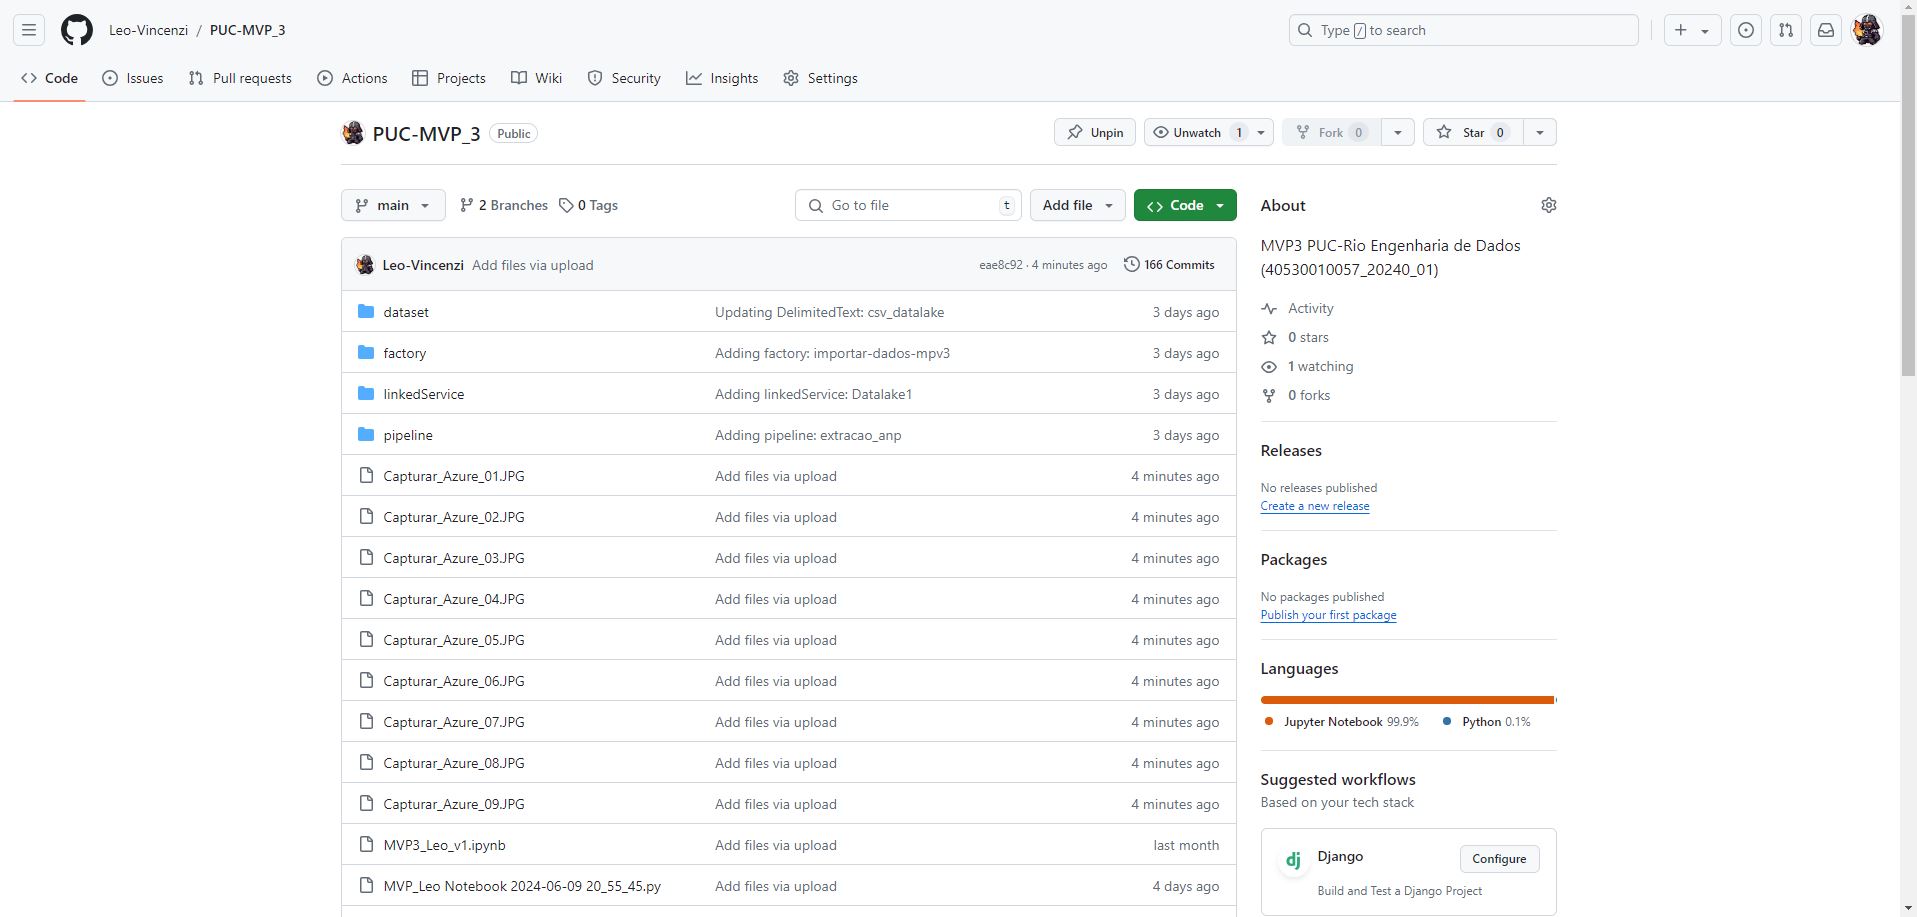 Leo-Vincenzi / PUC-MVP_3
Type / to search
Code Issues Pull requests Actions Projects Wiki Security Insights Settings
PUC-MVP_3 Public
Unpin Unwatch 1 Fork 0 Star 0
main 2 Branches 0 Tags
Go to file t
Add file
Code
Leo-Vincenzi Add files via upload eae8c92 · 4 minutes ago 166 Commits
dataset Updating DelimitedText: csv_datalake 3 days ago
factory Adding factory: importar-dados-mpv3 3 days ago
linkedService Adding linkedService: Datalake1 3 days ago
pipeline Adding pipeline: extracao_anp 3 days ago
Capturar_Azure_01.JPG Add files via upload 4 minutes ago
Capturar_Azure_02.JPG Add files via upload 4 minutes ago
Capturar_Azure_03.JPG Add files via upload 4 minutes ago
Capturar_Azure_04.JPG Add files via upload 4 minutes ago
Capturar_Azure_05.JPG Add files via upload 4 minutes ago
Capturar_Azure_06.JPG Add files via upload 4 minutes ago
Capturar_Azure_07.JPG Add files via upload 4 minutes ago
Capturar_Azure_08.JPG Add files via upload 4 minutes ago
Capturar_Azure_09.JPG Add files via upload 4 minutes ago
MVP3_Leo_v1.ipynb Add files via upload last month
MVP_Leo Notebook 2024-06-09 20_55_45.py Add files via upload 4 days ago
About
MVP3 PUC-Rio Engenharia de Dados
(40530010057_20240_01)
Activity
0 stars
1 watching
0 forks
Releases
No releases published
Create a new release
Packages
No packages published
Publish your first package
Languages
Jupyter Notebook 99.9% Python 0.1%
Suggested workflows
Based on your tech stack
dj Django Configure
Build and Test a Django Project